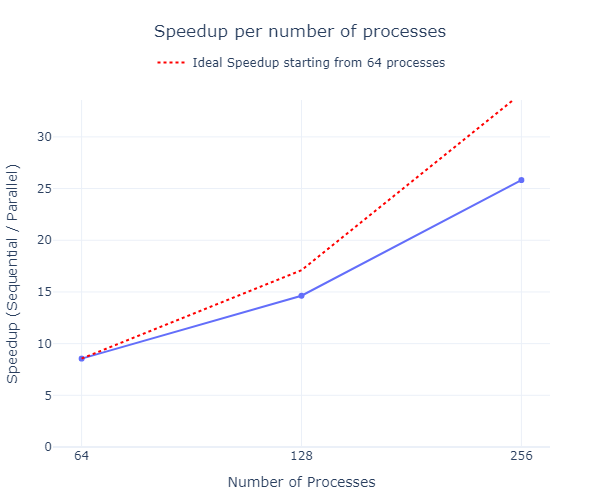 Speedup per number of processes
Ideal Speedup starting from 64 processes
Speedup (Sequential / Parallel)
30
25
20
15
10
5
0
64 128 256
Number of Processes